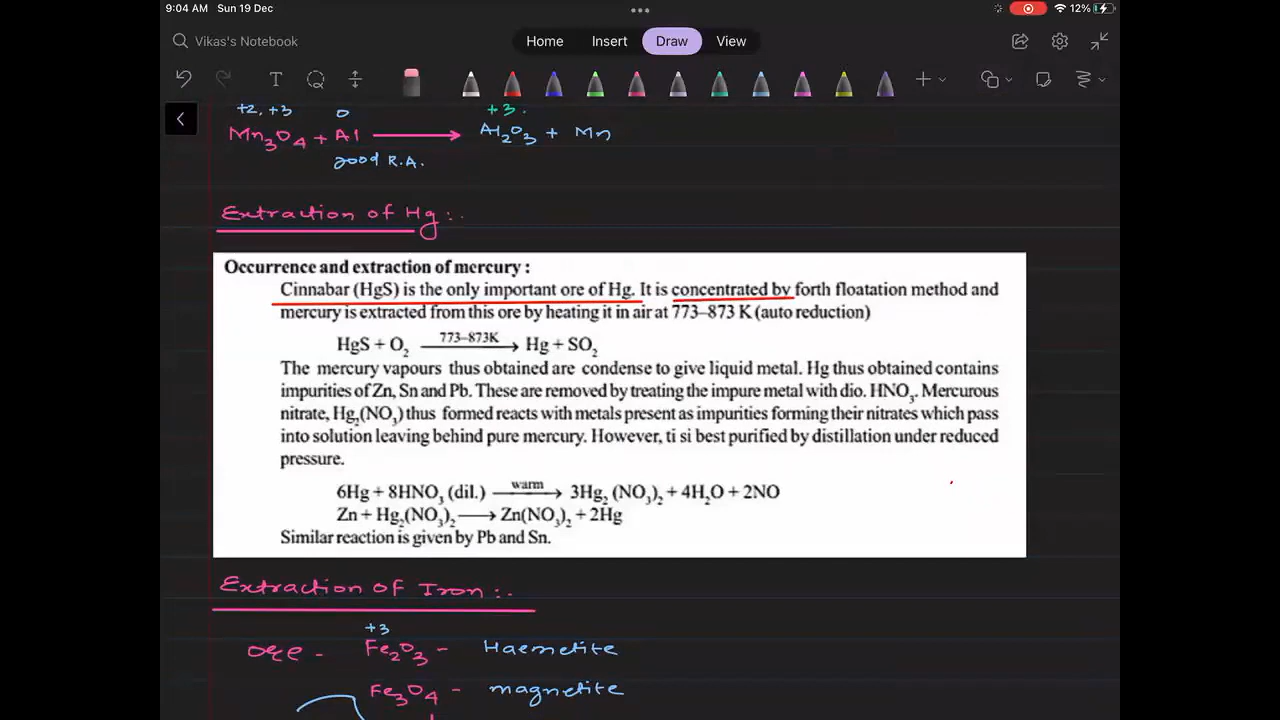 9:04 AM Sun 19 Dec
12%
Vikas's Notebook Home Insert Draw View
+2, +3 0 +3
Mn3O4 + Al → Al2O3 + Mn
good R.A.
Extraction of Hg:.
Occurrence and extraction of mercury :
Cinnabar (HgS) is the only important ore of Hg. It is concentrated by forth floatation method and
mercury is extracted from this ore by heating it in air at 773–873 K (auto reduction)
773–873K
HgS + O2 → Hg + SO2
The mercury vapours thus obtained are condense to give liquid metal. Hg thus obtained contains
impurities of Zn, Sn and Pb. These are removed by treating the impure metal with dio. HNO3. Mercurous
nitrate, Hg2(NO3) thus formed reacts with metals present as impurities forming their nitrates which pass
into solution leaving behind pure mercury. However, ti si best purified by distillation under reduced
pressure.
warm
6Hg + 8HNO3 (dil.) → 3Hg2 (NO3)2 + 4H2O + 2NO
Zn + Hg2(NO3)2 → Zn(NO3)2 + 2Hg
Similar reaction is given by Pb and Sn.
Extraction of Iron:.
+3
Ore - Fe2O3 - Haemetite
Fe3O4 - magnetite